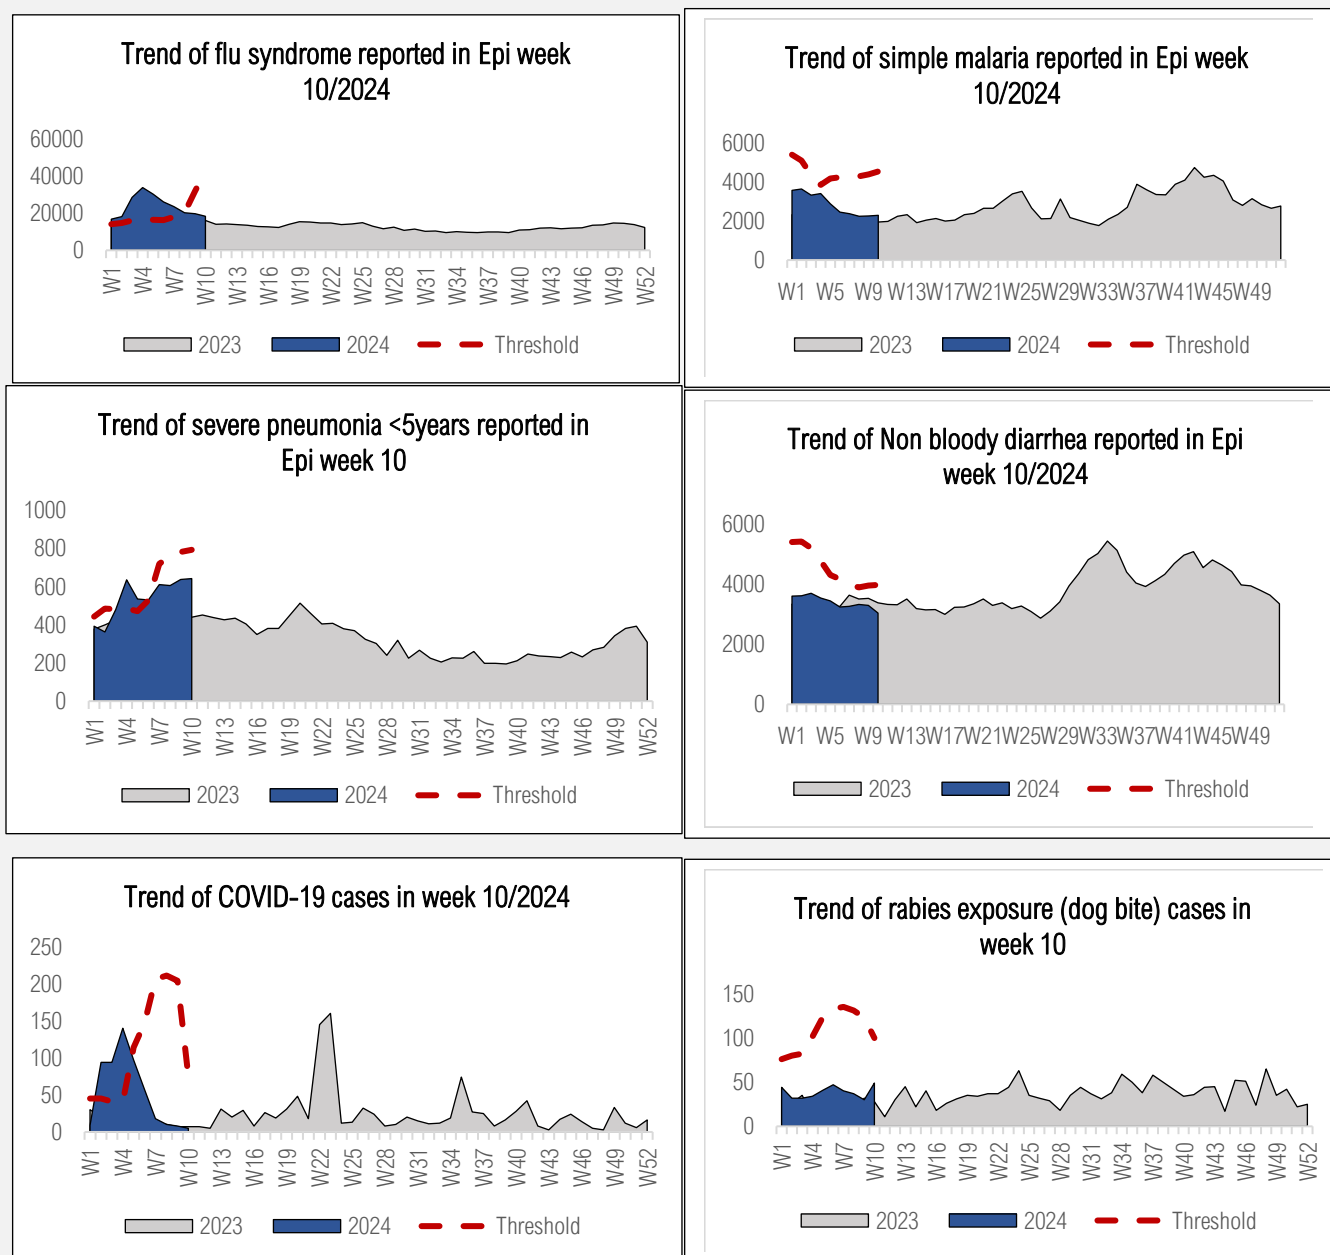 Trend of flu syndrome reported in Epi week
10/2024
60000
40000
20000
0
W1 W4 W7 W10 W13 W16 W19 W22 W25 W28 W31 W34 W37 W40 W43 W46 W49 W52
2023 2024 Threshold
Trend of simple malaria reported in Epi week
10/2024
6000
4000
2000
0
W1 W5 W9 W13W17W21W25W29W33W37W41W45W49
2023 2024 Threshold
Trend of severe pneumonia <5years reported in
Epi week 10
1000
800
600
400
200
0
W1 W4 W7 W10 W13 W16 W19 W22 W25 W28 W31 W34 W37 W40 W43 W46 W49 W52
2023 2024 Threshold
Trend of Non bloody diarrhea reported in Epi
week 10/2024
6000
4000
2000
0
W1 W5 W9 W13W17W21W25W29W33W37W41W45W49
2023 2024 Threshold
Trend of COVID-19 cases in week 10/2024
250
200
150
100
50
0
W1 W4 W7 W10 W13 W16 W19 W22 W25 W28 W31 W34 W37 W40 W43 W46 W49 W52
2023 2024 Threshold
Trend of rabies exposure (dog bite) cases in
week 10
150
100
50
0
W1 W4 W7 W10 W13 W16 W19 W22 W25 W28 W31 W34 W37 W40 W43 W46 W49 W52
2023 2024 Threshold